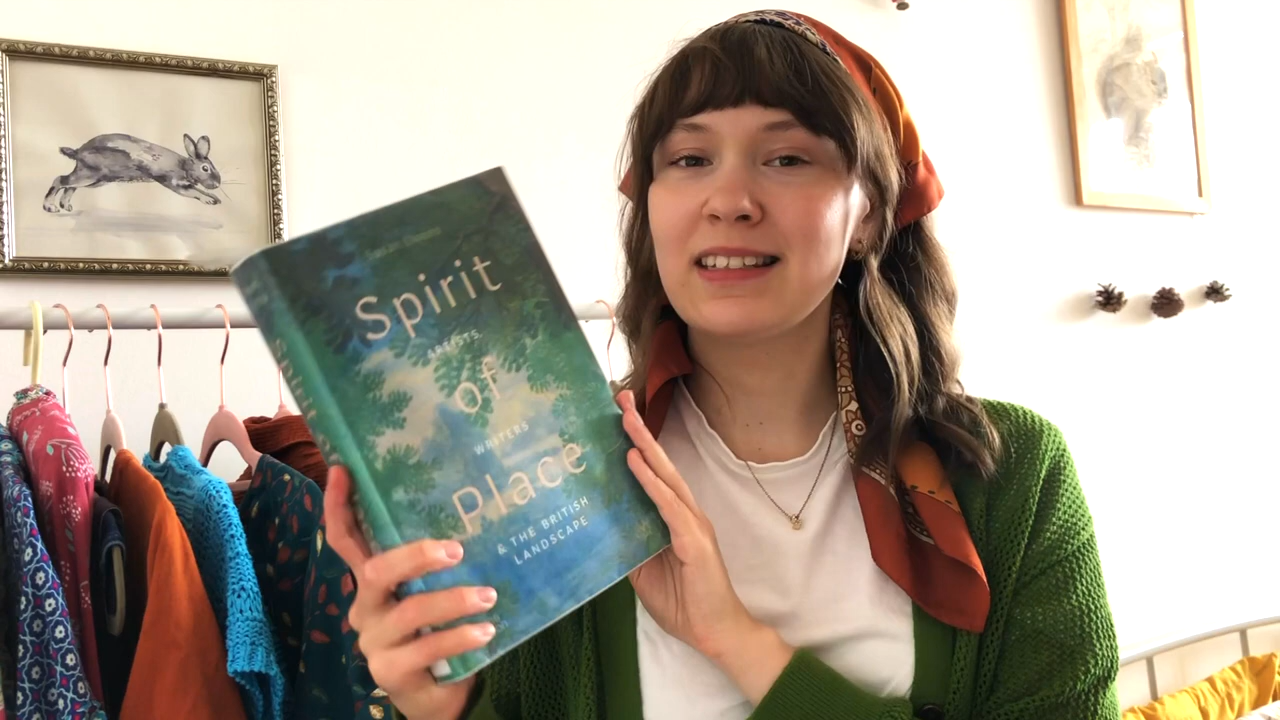 Spirit
ARTISTS,
of
WRITERS
Place
& THE BRITISH
LANDSCAPE